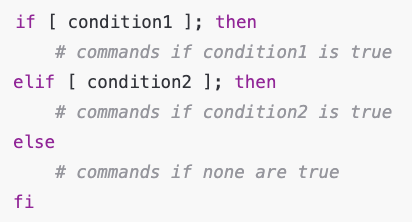 if [ condition1 ]; then
    # commands if condition1 is true
elif [ condition2 ]; then
    # commands if condition2 is true
else
    # commands if none are true
fi